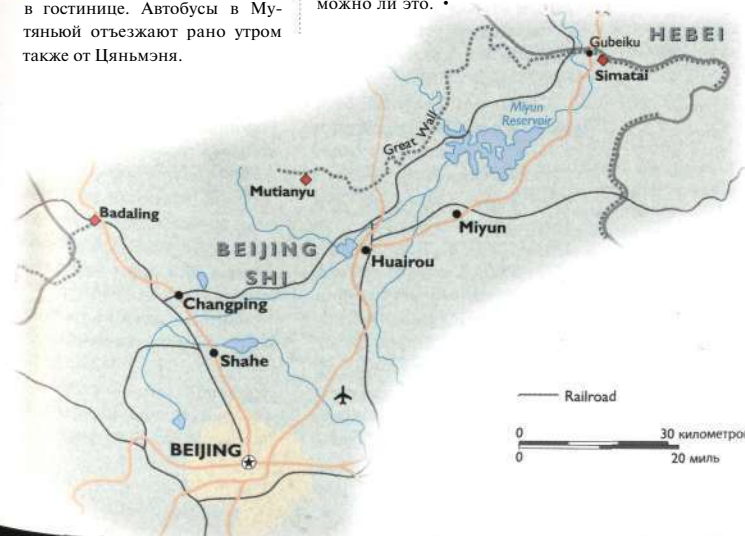 в гостинице. Автобусы в Му-
тяньюй отъезжают рано утром
также от Цяньмэня.
можно ли это. •
HEBEI
Gubeiku
Simatai
Miyun
Reservoir
Great Wall
Mutianyu
Badaling
Miyun
BEIJING
SHI
Huairou
Changping
Shahe
Railroad
BEIJING
0 30 километров
0 20 миль